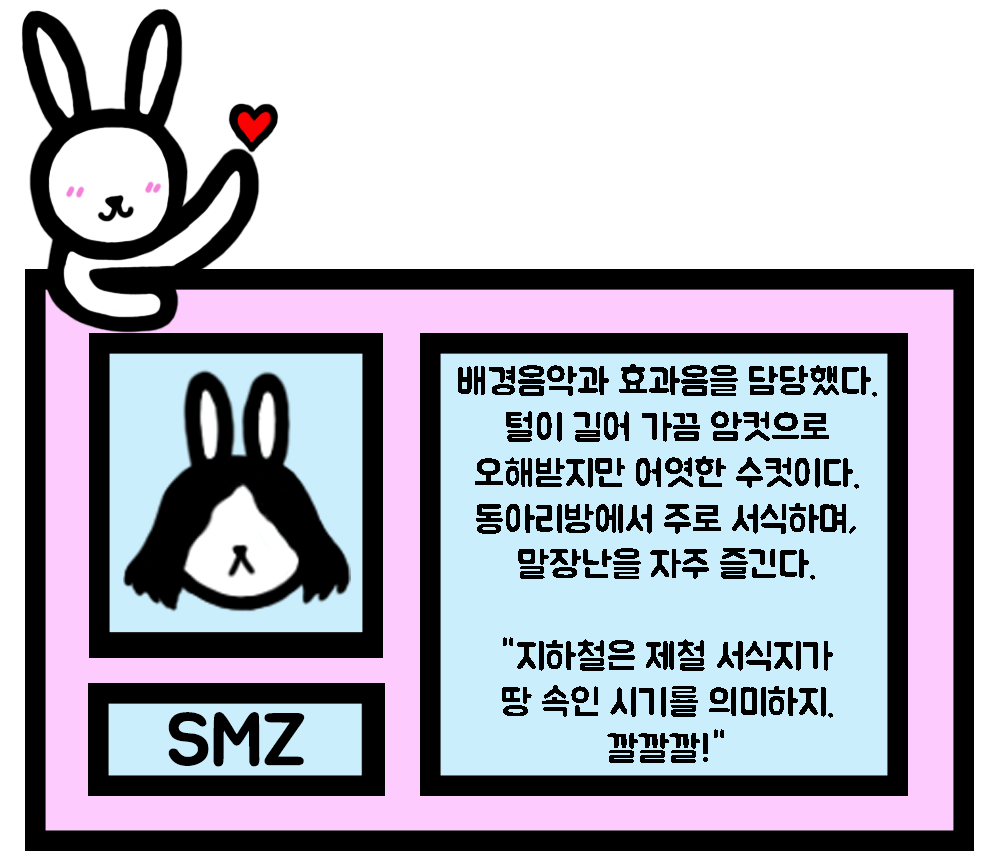 배경음악과 효과음을 담당했다.
털이 길어 가끔 암컷으로
오해받지만 어엿한 수컷이다.
동아리방에서 주로 서식하며,
말장난을 자주 즐긴다.
"지하철은 제철 서식지가
땅 속인 시기를 의미하지.
깔깔깔!"
SMZ